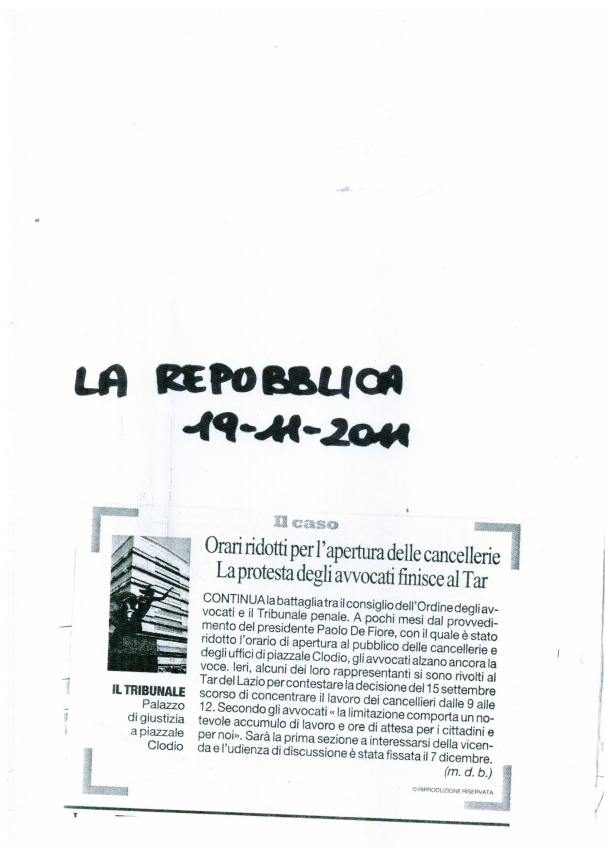 LA REPUBBLICA
19-11-2011
Il caso
Orari ridotti per l'apertura delle cancellerie
La protesta degli avvocati finisce al Tar
CONTINUA la battaglia tra il consiglio dell'Ordine degli av-
vocati e il Tribunale penale. A pochi mesi dal provvedi-
mento del presidente Paolo De Fiore, con il quale è stato
ridotto l'orario di apertura al pubblico delle cancellerie e
degli uffici di piazzale Clodio, gli avvocati alzano ancora la
voce. Ieri, alcuni dei loro rappresentanti si sono rivolti al
Tar del Lazio per contestare la decisione del 15 settembre
scorso di concentrare il lavoro dei cancellieri dalle 9 alle
12. Secondo gli avvocati « la limitazione comporta un no-
tevole accumulo di lavoro e ore di attesa per i cittadini e
per noi». Sarà la prima sezione a interessarsi della vicen-
da e l'udienza di discussione è stata fissata il 7 dicembre.
(m. d. b.)
IL TRIBUNALE
Palazzo
di giustizia
a piazzale
Clodio
© RIPRODUZIONE RISERVATA